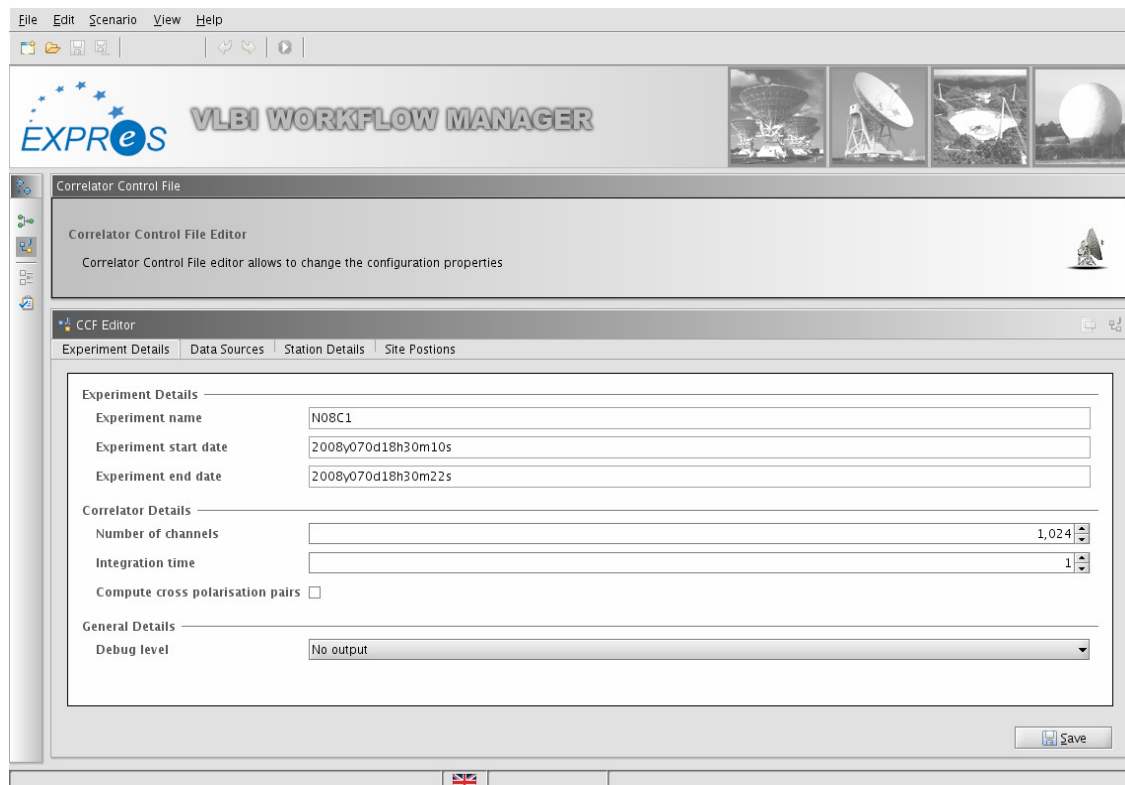 File Edit Scenario View Help
EXPReS
VLBI WORKFLOW MANAGER
Correlator Control File
Correlator Control File Editor
Correlator Control File editor allows to change the configuration properties
CCF Editor
Experiment Details Data Sources Station Details Site Postions
Experiment Details
Experiment name N08C1
Experiment start date 2008y070d18h30m10s
Experiment end date 2008y070d18h30m22s
Correlator Details
Number of channels 1,024
Integration time 1
Compute cross polarisation pairs
General Details
Debug level No output
Save